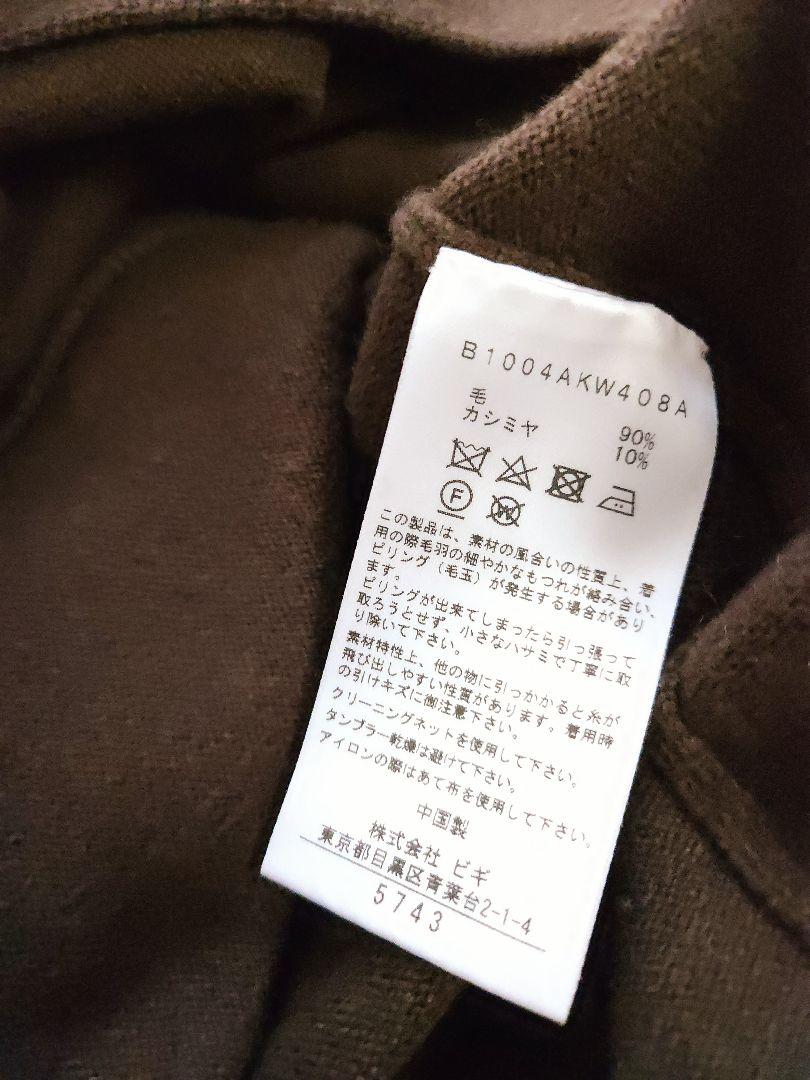 B1004AKW408A
毛 90%
カシミヤ 10%
F
W
この製品は、素材の風合いの性質上、着
用の際毛羽の細やかなもつれが絡み合い、
ピリング（毛玉）が発生する場合があり
ます。
ピリングが出来てしまったら引っ張って
取ろうとせず、小さなハサミで丁寧に取
り除いて下さい。
素材特性上、他の物に引っかかると糸が
飛び出しやすい性質があります。着用時
の引けキズに御注意下さい。
クリーニングネットを使用して下さい。
タンブラー乾燥は避けて下さい。
アイロンの際はあて布を使用して下さい。
中国製
株式会社 ビギ
東京都目黒区青葉台2-1-4
5743